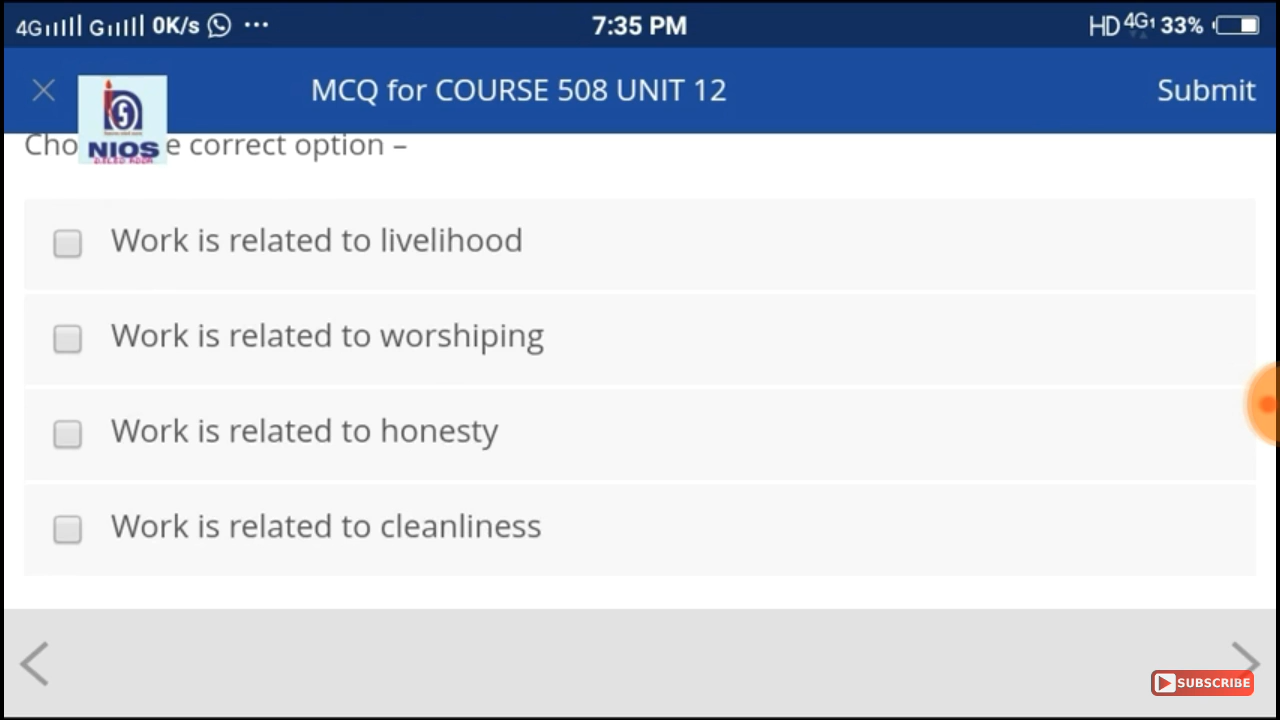 4G G 0K/s ... 7:35 PM HD 4G 33%
MCQ for COURSE 508 UNIT 12 Submit
NIOS
Cho e correct option –
Work is related to livelihood
Work is related to worshiping
Work is related to honesty
Work is related to cleanliness
SUBSCRIBE